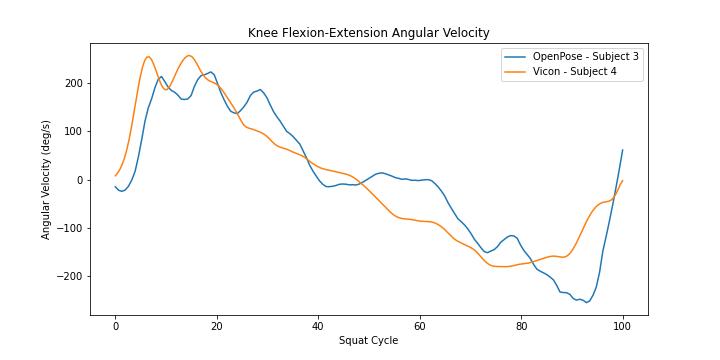 Knee Flexion-Extension Angular Velocity
OpenPose - Subject 3
Vicon - Subject 4
Angular Velocity (deg/s)
200
100
0
−100
−200
0 20 40 60 80 100
Squat Cycle